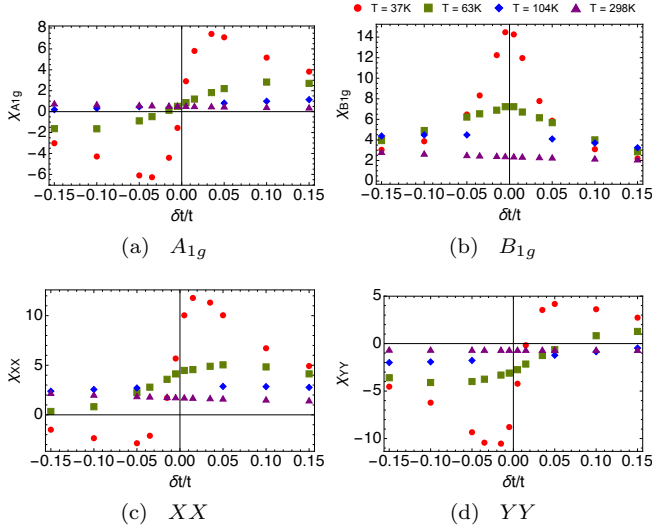 T = 37K T = 63K T = 104K T = 298K
8
6
4
2
0
-2
-4
-6
χA1g
-0.15 -0.10 -0.05 0.00 0.05 0.10 0.15
δt/t
(a) A1g
14
12
10
8
6
4
2
0
χB1g
-0.15 -0.10 -0.05 0.00 0.05 0.10 0.15
δt/t
(b) B1g
10
5
0
χXX
-0.15 -0.10 -0.05 0.00 0.05 0.10 0.15
δt/t
(c) XX
5
0
-5
-10
χYY
-0.15 -0.10 -0.05 0.00 0.05 0.10 0.15
δt/t
(d) YY